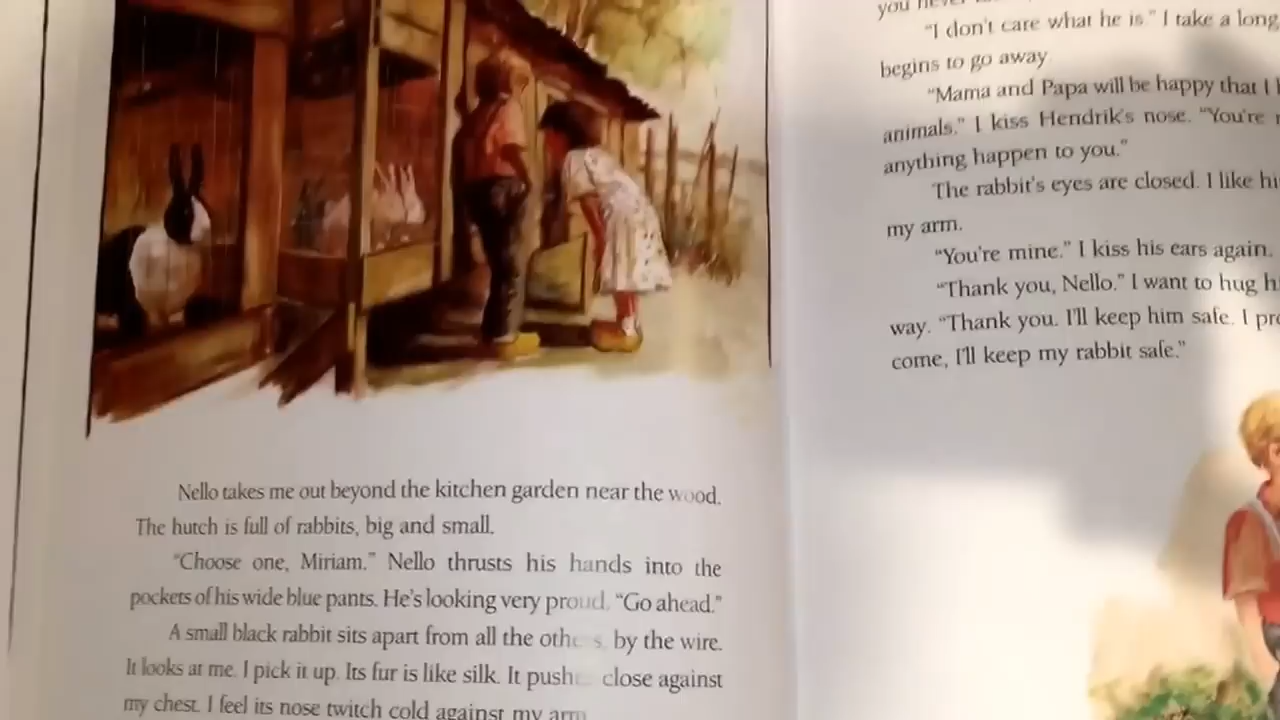 Nello takes me out beyond the kitchen garden near the wood.
The hutch is full of rabbits, big and small.
"Choose one, Miriam." Nello thrusts his hands into the
pockets of his wide blue pants. He's looking very proud. "Go ahead."
A small black rabbit sits apart from all the others, by the wire.
It looks at me. I pick it up. Its fur is like silk. It pushes close against
my chest. I feel its nose twitch cold against my arm
you never
"I don't care what he is." I take a long
begins to go away.
"Mama and Papa will be happy that I
animals." I kiss Hendrik's nose. "You're
anything happen to you."
The rabbit's eyes are closed. I like
my arm.
"You're mine." I kiss his ears again.
"Thank you, Nello." I want to hug
way. "Thank you. I'll keep him safe. I
come, I'll keep my rabbit safe."